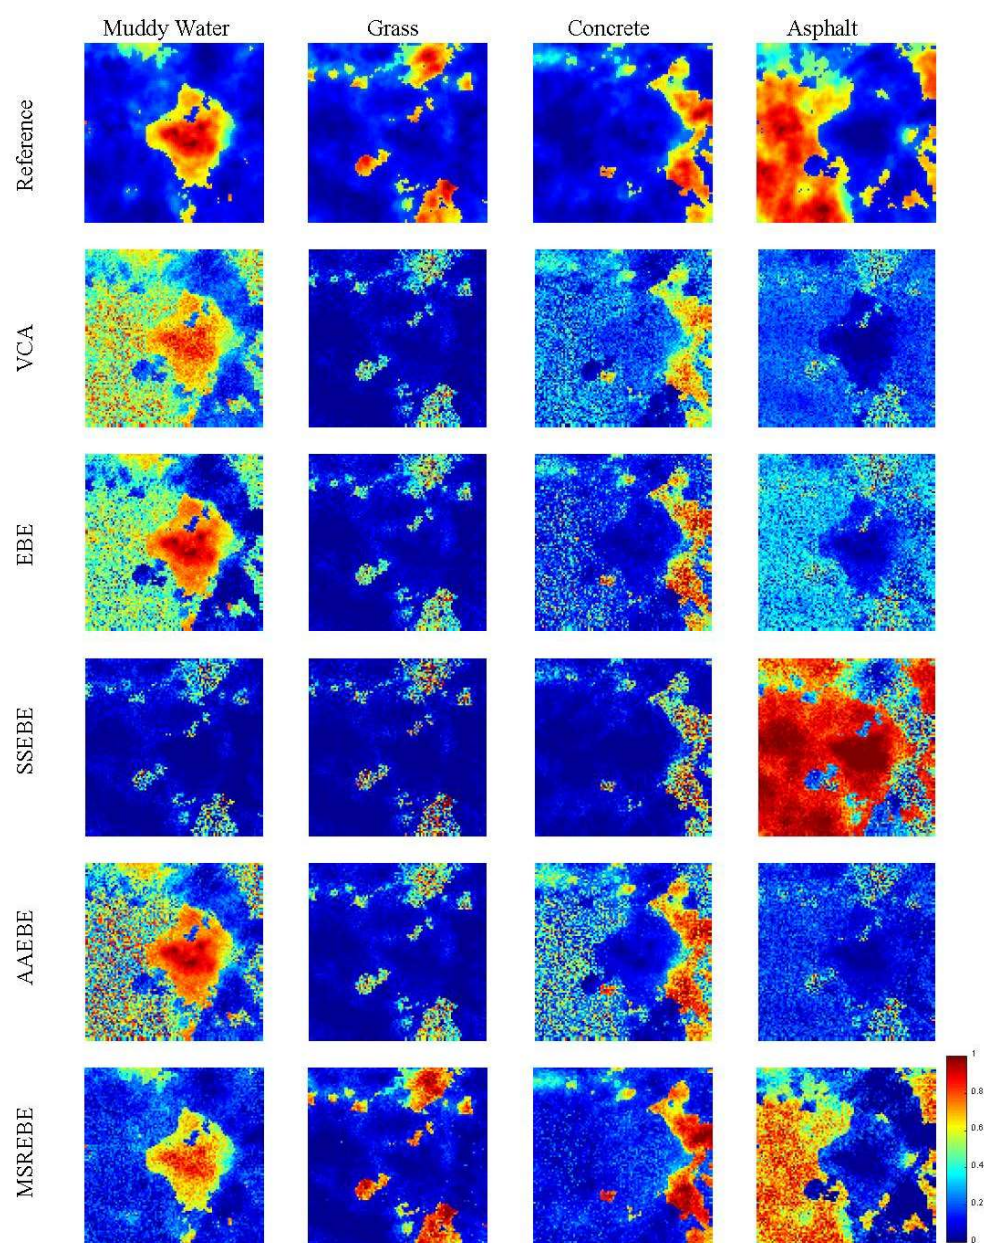 Muddy Water Grass Concrete Asphalt
Reference
VCA
EBE
SSEBE
AAEBE
MSREBE
1
0.8
0.6
0.4
0.2
0